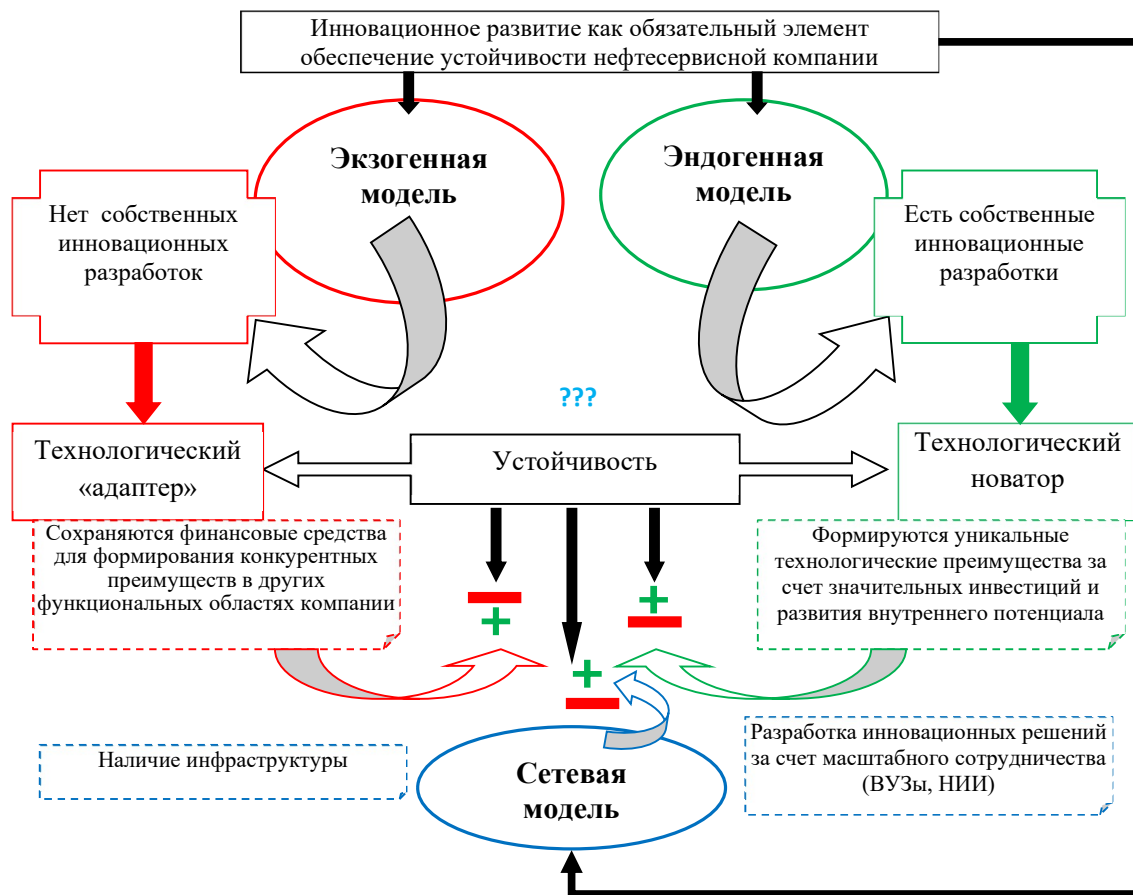 Инновационное развитие как обязательный элемент
обеспечение устойчивости нефтесервисной компании
Экзогенная
модель
Эндогенная
модель
Нет собственных
инновационных
разработок
Есть собственные
инновационные
разработки
???
Технологический
«адаптер»
Устойчивость
Технологический
новатор
Сохраняются финансовые средства
для формирования конкурентных
преимуществ в других
функциональных областях компании
Формируются уникальные
технологические преимущества за
счет значительных инвестиций и
развития внутреннего потенциала
Наличие инфраструктуры
Сетевая
модель
Разработка инновационных решений
за счет масштабного сотрудничества
(ВУЗы, НИИ)